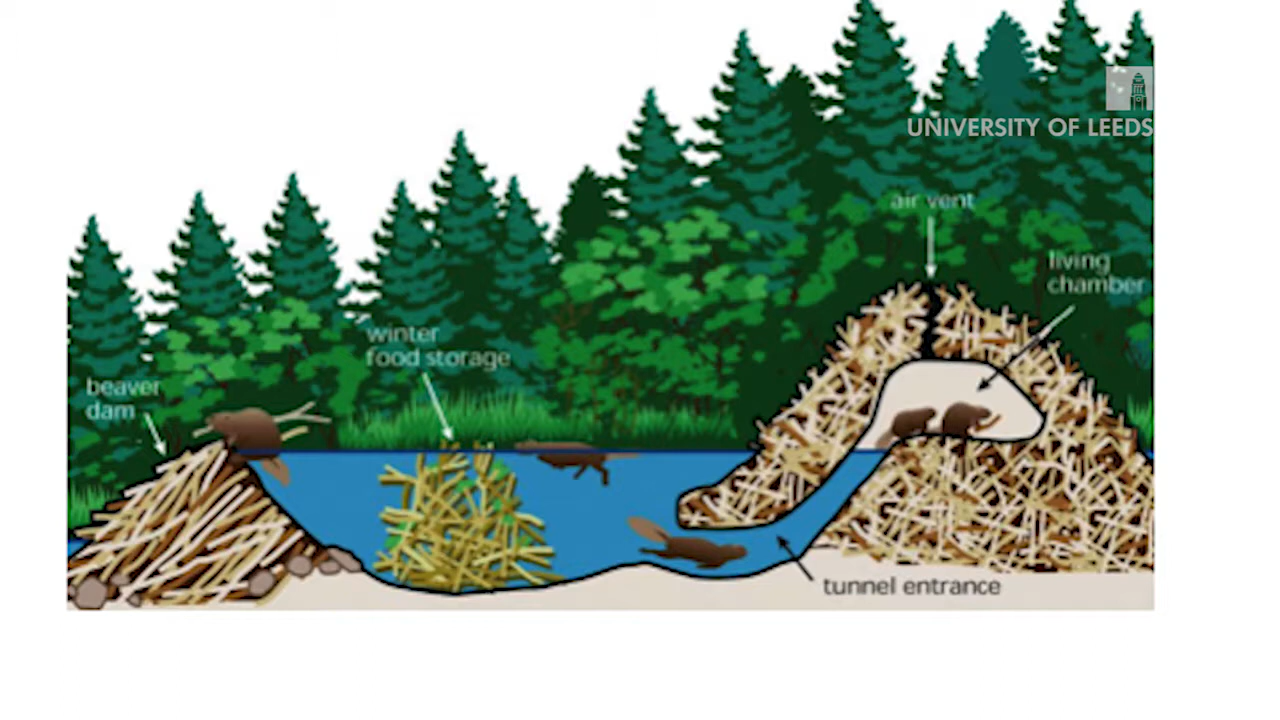 UNIVERSITY OF LEEDS
air vent
living
chamber
winter
food storage
beaver
dam
tunnel entrance